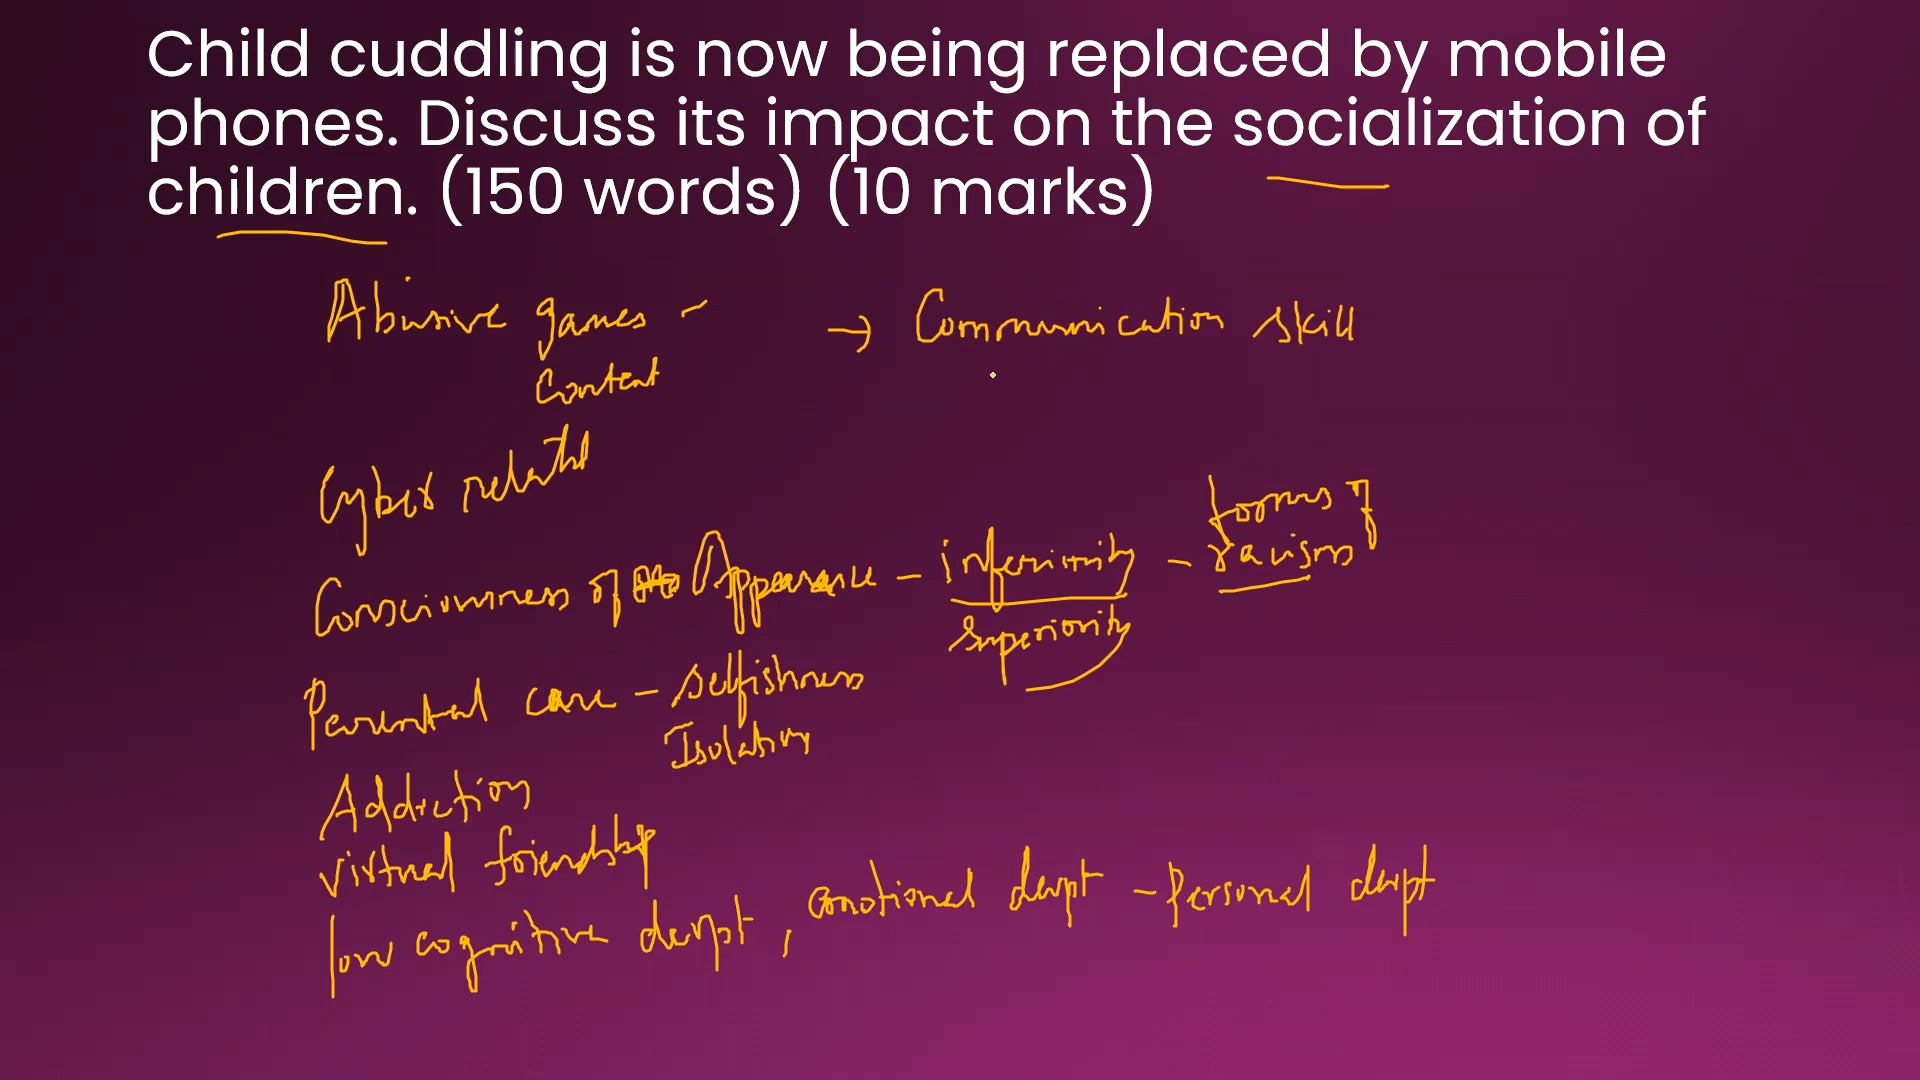 Child cuddling is now being replaced by mobile
phones. Discuss its impact on the socialization of
children. (150 words) (10 marks)
Abusive games –
→ Communication skill
Content
Cyber related
Consciousness of Appearance – inferiority – forms of
racism
Superiority
Parental care – selfishness
Isolation
Addiction
Virtual friendship
low cognitive devpt, emotional devpt – Personal devpt